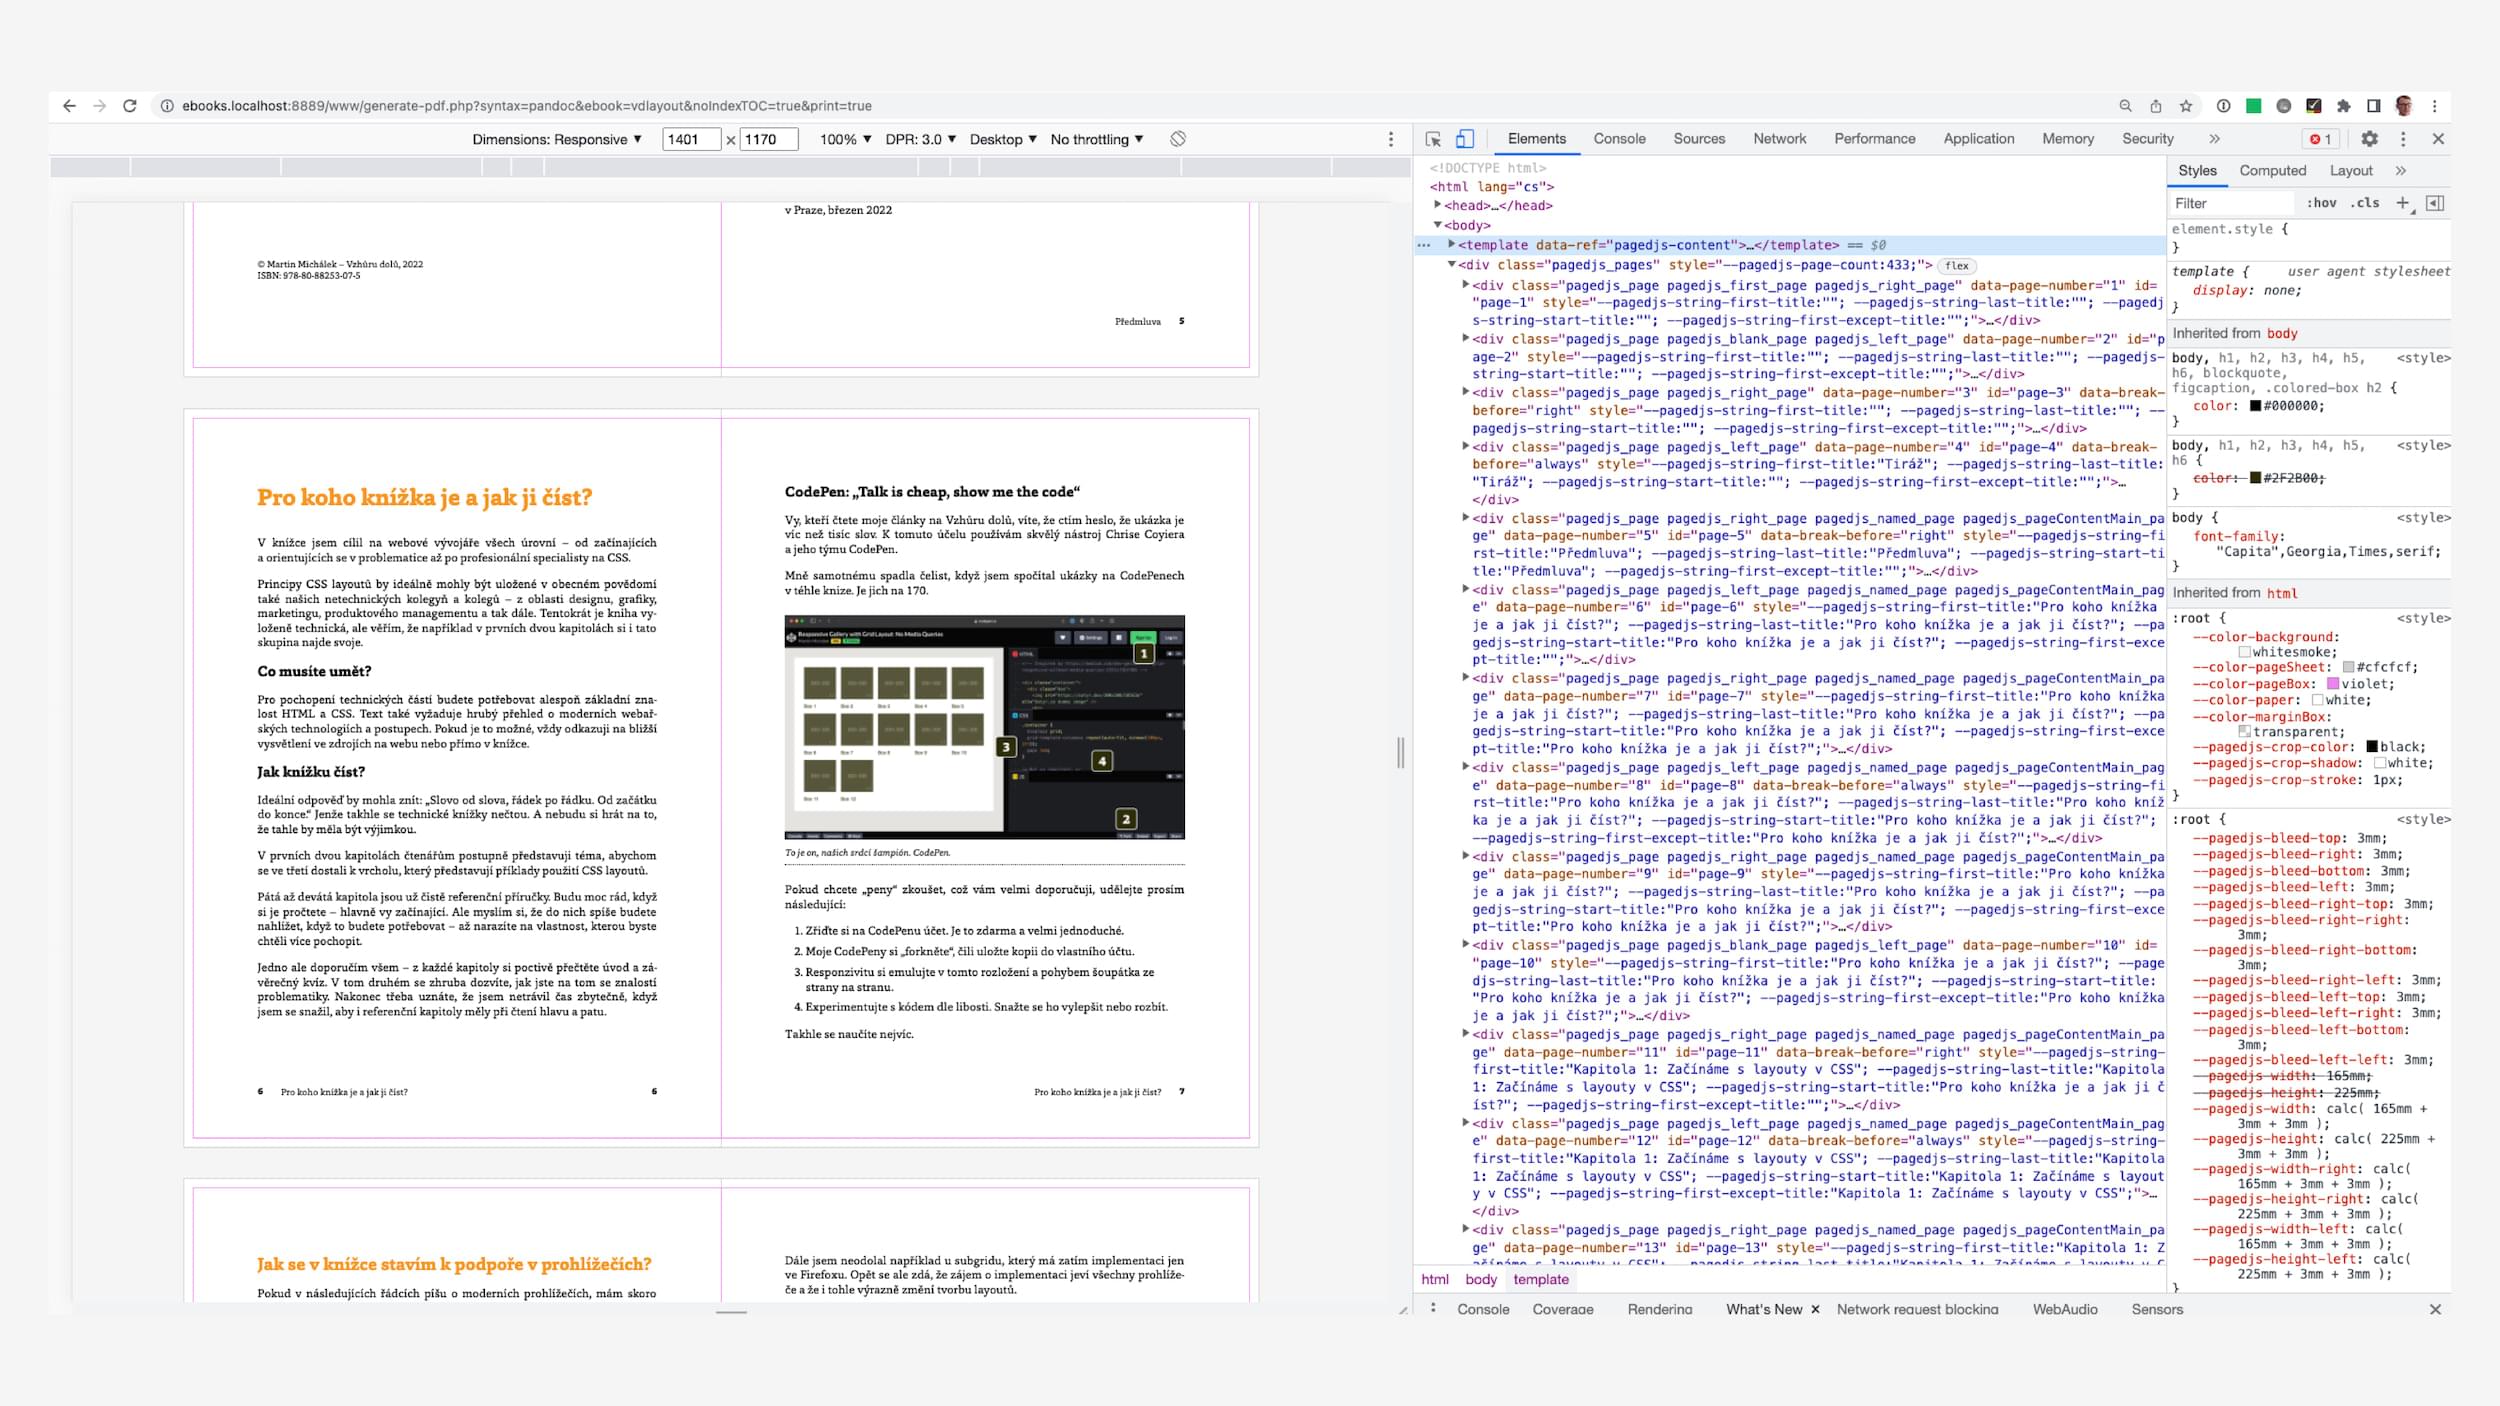 ebooks.localhost:8889/www/generate-pdf.php?syntax=pandoc&ebook=vdlayout&noIndexTOC=true&print=true
Dimensions: Responsive ▼ 1401 × 1170 100% ▼ DPR: 3.0 ▼ Desktop ▼ No throttling ▼
v Praze, březen 2022
© Martin Michálek – Vzhůru dolů, 2022
ISBN: 978-80-88253-07-5
Předmluva 5
Pro koho knížka je a jak ji číst?
V knížce jsem cílil na webové vývojáře všech úrovní – od začínajících
a orientujících se v problematice až po profesionální specialisty na CSS.
Principy CSS layoutů by ideálně mohly být uložené v obecném povědomí
také našich netechnických kolegyň a kolegů – z oblasti designu, grafiky,
marketingu, produktového managementu a tak dále. Tentokrát je kniha vy-
loženě technická, ale věřím, že například v prvních dvou kapitolách si i tato
skupina najde svoje.
Co musíte umět?
Pro pochopení technických částí budete potřebovat alespoň základní zna-
lost HTML a CSS. Text také vyžaduje hrubý přehled o moderních webař-
ských technologiích a postupech. Pokud je to možné, vždy odkazuji na bližší
vysvětlení ve zdrojích na webu nebo přímo v knížce.
Jak knížku číst?
Ideální odpověď by mohla znít: „Slovo od slova, řádek po řádku. Od začátku
do konce.“ Jenže takhle se technické knížky nečtou. A nebudu si hrát na to,
že tahle by měla být výjimkou.
V prvních dvou kapitolách čtenářům postupně představuji téma, abychom
se ve třetí dostali k vrcholu, který představují příklady použití CSS layoutů.
Pátá až devátá kapitola jsou už čistě referenční příručky. Budu moc rád, když
si je pročtete – hlavně vy začínající. Ale myslím si, že do nich spíše budete
nahlížet, když to budete potřebovat – až narazíte na vlastnost, kterou byste
chtěli více pochopit.
Jedno ale doporučím všem – z každé kapitoly si poctivě přečtěte úvod a zá-
věrečný kvíz. V tom druhém se zhruba dozvíte, jak jste na tom se znalostí
problematiky. Nakonec třeba uznáte, že jsem netrávil čas zbytečně, když
jsem se snažil, aby i referenční kapitoly měly při čtení hlavu a patu.
6 Pro koho knížka je a jak ji číst? 6
CodePen: „Talk is cheap, show me the code“
Vy, kteří čtete moje články na Vzhůru dolů, víte, že ctím heslo, že ukázka je
víc než tisíc slov. K tomuto účelu používám skvělý nástroj Chrise Coyiera
a jeho týmu CodePen.
Mně samotnému spadla čelist, když jsem spočítal ukázky na CodePenech
v téhle knize. Je jich na 170.
Responsive Gallery with Grid Layout: No Media Queries
1
3
4
2
To je on, našich srdcí šampión. CodePen.
Pokud chcete „peny“ zkoušet, což vám velmi doporučuji, udělejte prosím
následující:
1. Zřiďte si na CodePenu účet. Je to zdarma a velmi jednoduché.
2. Moje CodePeny si „forkněte“, čili uložte kopii do vlastního účtu.
3. Responzivitu si emulujte v tomto rozložení a pohybem šoupátka ze
strany na stranu.
4. Experimentujte s kódem dle libosti. Snažte se ho vylepšit nebo rozbít.
Takhle se naučíte nejvíc.
Pro koho knížka je a jak ji číst? 7
Jak se v knížce stavím k podpoře v prohlížečích?
Pokud v následujících řádcích píšu o moderních prohlížečích, mám skoro
Dále jsem neodolal například u subgridu, který má zatím implementaci jen
ve Firefoxu. Opět se ale zdá, že zájem o implementaci jeví všechny prohlíže-
če a že i tohle výrazně změní tvorbu layoutů.
Elements Console Sources Network Performance Application Memory Security » 1
<!DOCTYPE html>
<html lang="cs">
<head>…</head>
<body>
<template data-ref="pagedjs-content">…</template> == $0
<div class="pagedjs_pages" style="--pagedjs-page-count:433;"> flex
<div class="pagedjs_page pagedjs_first_page pagedjs_right_page" data-page-number="1" id=
"page-1" style="--pagedjs-string-first-title:""; --pagedjs-string-last-title:""; --pagedj
s-string-start-title:""; --pagedjs-string-first-except-title:"";">…</div>
<div class="pagedjs_page pagedjs_blank_page pagedjs_left_page" data-page-number="2" id="p
age-2" style="--pagedjs-string-first-title:""; --pagedjs-string-last-title:""; --pagedjs-
string-start-title:""; --pagedjs-string-first-except-title:"";">…</div>
<div class="pagedjs_page pagedjs_right_page" data-page-number="3" id="page-3" data-break-
before="right" style="--pagedjs-string-first-title:""; --pagedjs-string-last-title:""; --
pagedjs-string-start-title:""; --pagedjs-string-first-except-title:"";">…</div>
<div class="pagedjs_page pagedjs_left_page" data-page-number="4" id="page-4" data-break-
before="always" style="--pagedjs-string-first-title:"Tiráž"; --pagedjs-string-last-title:
"Tiráž"; --pagedjs-string-start-title:""; --pagedjs-string-first-except-title:"";">…
</div>
<div class="pagedjs_page pagedjs_right_page pagedjs_named_page pagedjs_pageContentMain_pa
ge" data-page-number="5" id="page-5" data-break-before="right" style="--pagedjs-string-fi
rst-title:"Předmluva"; --pagedjs-string-last-title:"Předmluva"; --pagedjs-string-start-ti
tle:"Předmluva"; --pagedjs-string-first-except-title:"";">…</div>
<div class="pagedjs_page pagedjs_left_page pagedjs_named_page pagedjs_pageContentMain_pag
e" data-page-number="6" id="page-6" style="--pagedjs-string-first-title:"Pro koho knížka
je a jak ji číst?"; --pagedjs-string-last-title:"Pro koho knížka je a jak ji číst?"; --pa
gedjs-string-start-title:"Pro koho knížka je a jak ji číst?"; --pagedjs-string-first-exce
pt-title:"";">…</div>
<div class="pagedjs_page pagedjs_right_page pagedjs_named_page pagedjs_pageContentMain_pa
ge" data-page-number="7" id="page-7" style="--pagedjs-string-first-title:"Pro koho knížka
je a jak ji číst?"; --pagedjs-string-last-title:"Pro koho knížka je a jak ji číst?"; --pa
gedjs-string-start-title:"Pro koho knížka je a jak ji číst?"; --pagedjs-string-first-exce
pt-title:"Pro koho knížka je a jak ji číst?";">…</div>
<div class="pagedjs_page pagedjs_left_page pagedjs_named_page pagedjs_pageContentMain_pag
e" data-page-number="8" id="page-8" data-break-before="always" style="--pagedjs-string-fi
rst-title:"Pro koho knížka je a jak ji číst?"; --pagedjs-string-last-title:"Pro koho kníž
ka je a jak ji číst?"; --pagedjs-string-start-title:"Pro koho knížka je a jak ji číst?";
--pagedjs-string-first-except-title:"Pro koho knížka je a jak ji číst?";">…</div>
<div class="pagedjs_page pagedjs_right_page pagedjs_named_page pagedjs_pageContentMain_pa
ge" data-page-number="9" id="page-9" style="--pagedjs-string-first-title:"Pro koho knížka
je a jak ji číst?"; --pagedjs-string-last-title:"Pro koho knížka je a jak ji číst?"; --pa
gedjs-string-start-title:"Pro koho knížka je a jak ji číst?"; --pagedjs-string-first-exce
pt-title:"Pro koho knížka je a jak ji číst?";">…</div>
<div class="pagedjs_page pagedjs_blank_page pagedjs_left_page" data-page-number="10" id=
"page-10" style="--pagedjs-string-first-title:"Pro koho knížka je a jak ji číst?"; --page
djs-string-last-title:"Pro koho knížka je a jak ji číst?"; --pagedjs-string-start-title:
"Pro koho knížka je a jak ji číst?"; --pagedjs-string-first-except-title:"Pro koho knížka
je a jak ji číst?";">…</div>
<div class="pagedjs_page pagedjs_right_page pagedjs_named_page pagedjs_pageContentMain_pa
ge" data-page-number="11" id="page-11" data-break-before="right" style="--pagedjs-string-
first-title:"Kapitola 1: Začínáme s layouty v CSS"; --pagedjs-string-last-title:"Kapitola
1: Začínáme s layouty v CSS"; --pagedjs-string-start-title:"Pro koho knížka je a jak ji č
íst?"; --pagedjs-string-first-except-title:"";">…</div>
<div class="pagedjs_page pagedjs_left_page pagedjs_named_page pagedjs_pageContentMain_pag
e" data-page-number="12" id="page-12" data-break-before="always" style="--pagedjs-string-
first-title:"Kapitola 1: Začínáme s layouty v CSS"; --pagedjs-string-last-title:"Kapitola
1: Začínáme s layouty v CSS"; --pagedjs-string-start-title:"Kapitola 1: Začínáme s layout
y v CSS"; --pagedjs-string-first-except-title:"Kapitola 1: Začínáme s layouty v CSS";">…
</div>
<div class="pagedjs_page pagedjs_right_page pagedjs_named_page pagedjs_pageContentMain_pa
ge" data-page-number="13" id="page-13" style="--pagedjs-string-first-title:"Kapitola 1: Z
html body template
Styles Computed Layout »
Filter :hov .cls +
element.style {
}
template { user agent stylesheet
display: none;
}
Inherited from body
body, h1, h2, h3, h4, h5, <style>
h6, blockquote,
figcaption, .colored-box h2 {
color: #000000;
}
body, h1, h2, h3, h4, h5, <style>
h6 {
color: #2F2B00;
}
body { <style>
font-family:
"Capita",Georgia,Times,serif;
}
Inherited from html
:root { <style>
--color-background:
whitesmoke;
--color-pageSheet: #cfcfcf;
--color-pageBox: violet;
--color-paper: white;
--color-marginBox:
transparent;
--pagedjs-crop-color: black;
--pagedjs-crop-shadow: white;
--pagedjs-crop-stroke: 1px;
}
:root { <style>
--pagedjs-bleed-top: 3mm;
--pagedjs-bleed-right: 3mm;
--pagedjs-bleed-bottom: 3mm;
--pagedjs-bleed-left: 3mm;
--pagedjs-bleed-right-top: 3mm;
--pagedjs-bleed-right-right:
3mm;
--pagedjs-bleed-right-bottom:
3mm;
--pagedjs-bleed-right-left: 3mm;
--pagedjs-bleed-left-top: 3mm;
--pagedjs-bleed-left-right: 3mm;
--pagedjs-bleed-left-bottom:
3mm;
--pagedjs-bleed-left-left: 3mm;
--pagedjs-width: 165mm;
--pagedjs-height: 225mm;
--pagedjs-width: calc( 165mm +
3mm + 3mm );
--pagedjs-height: calc( 225mm +
3mm + 3mm );
--pagedjs-width-right: calc(
165mm + 3mm + 3mm );
--pagedjs-height-right: calc(
225mm + 3mm + 3mm );
--pagedjs-width-left: calc(
165mm + 3mm + 3mm );
--pagedjs-height-left: calc(
225mm + 3mm + 3mm );
}
Console Coverage Rendering What's New × Network request blocking WebAudio Sensors